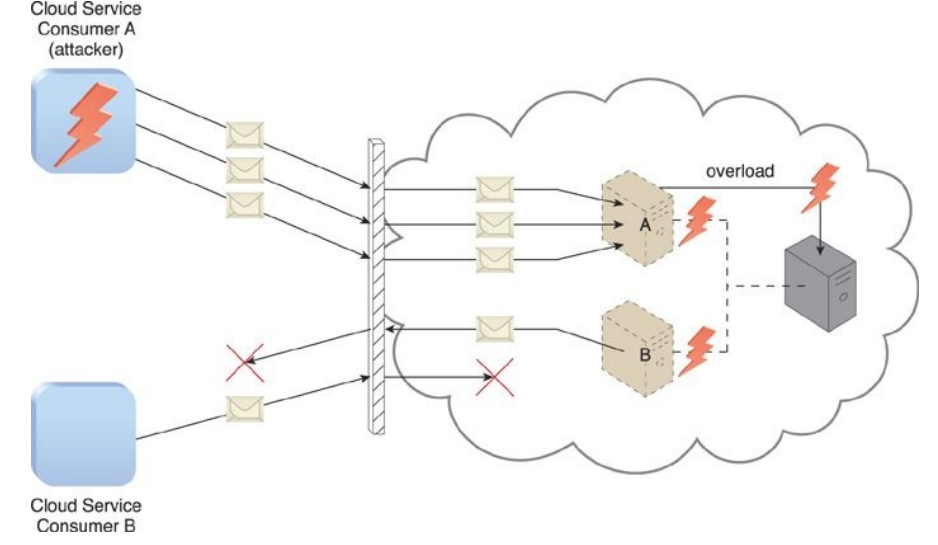 Cloud Service
Consumer A
(attacker)
overload
A
B
Cloud Service
Consumer B